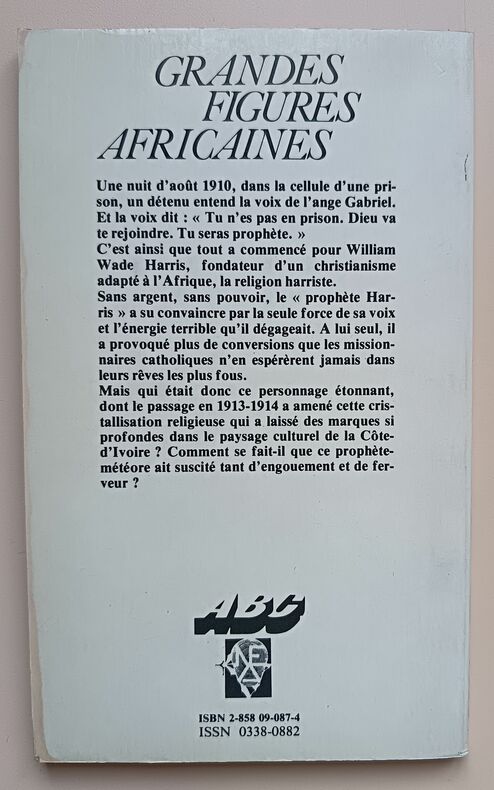 GRANDES
FIGURES
AFRICAINES
Une nuit d'août 1910, dans la cellule d'une pri-
son, un détenu entend la voix de l'ange Gabriel.
Et la voix dit : « Tu n'es pas en prison. Dieu va
te rejoindre. Tu seras prophète. »
C'est ainsi que tout a commencé pour William
Wade Harris, fondateur d'un christianisme
adapté à l'Afrique, la religion harriste.
Sans argent, sans pouvoir, le « prophète Har-
ris » a su convaincre par la seule force de sa voix
et l'énergie terrible qu'il dégageait. A lui seul, il
a provoqué plus de conversions que les mission-
naires catholiques n'en espérèrent jamais dans
leurs rêves les plus fous.
Mais qui était donc ce personnage étonnant,
dont le passage en 1913-1914 a amené cette cris-
tallisation religieuse qui a laissé des marques si
profondes dans le paysage culturel de la Côte-
d'Ivoire ? Comment se fait-il que ce prophète-
météore ait suscité tant d'engouement et de fer-
veur ?
ABC
NEA
ISBN 2-858 09-087-4
ISSN 0338-0882